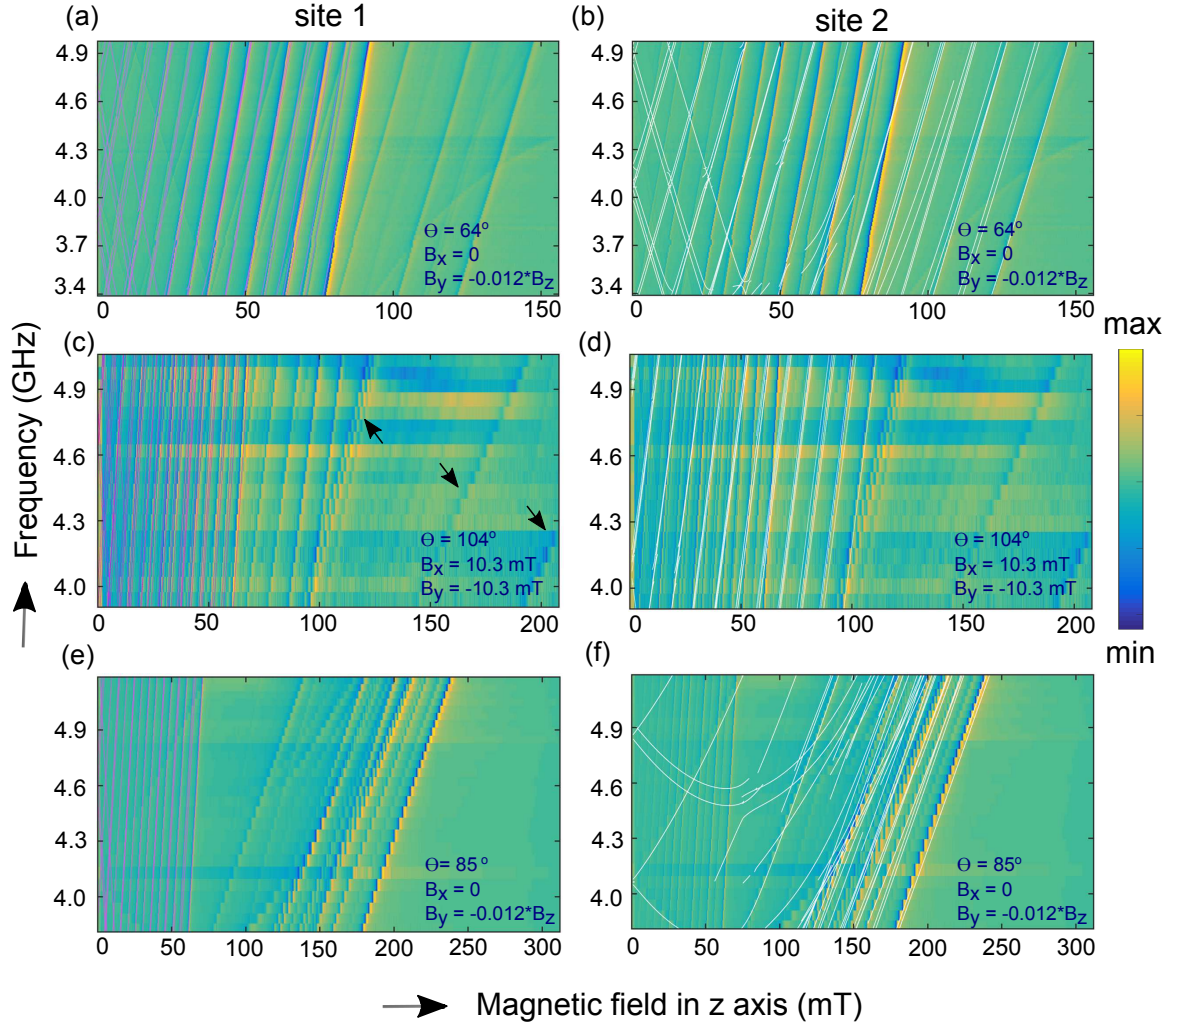 site 1
site 2
(a)
4.9
4.6
4.3
4.0
3.7
3.4
ϴ = 64°
Bx = 0
By = -0.012*Bz
0
50
100
150
(b)
4.9
4.6
4.3
4.0
3.7
3.4
ϴ = 64°
Bx = 0
By = -0.012*Bz
0
50
100
150
(c)
4.9
4.6
4.3
4.0
ϴ = 104°
Bx = 10.3 mT
By = -10.3 mT
0
50
100
150
200
(d)
4.9
4.6
4.3
4.0
ϴ = 104°
Bx = 10.3 mT
By = -10.3 mT
0
50
100
150
200
max
min
(e)
4.9
4.6
4.3
4.0
ϴ= 85°
Bx = 0
By = -0.012*Bz
0
50
100
150
200
250
300
(f)
4.9
4.6
4.3
4.0
ϴ= 85°
Bx = 0
By = -0.012*Bz
0
50
100
150
200
250
300
Frequency (GHz)
Magnetic field in z axis (mT)